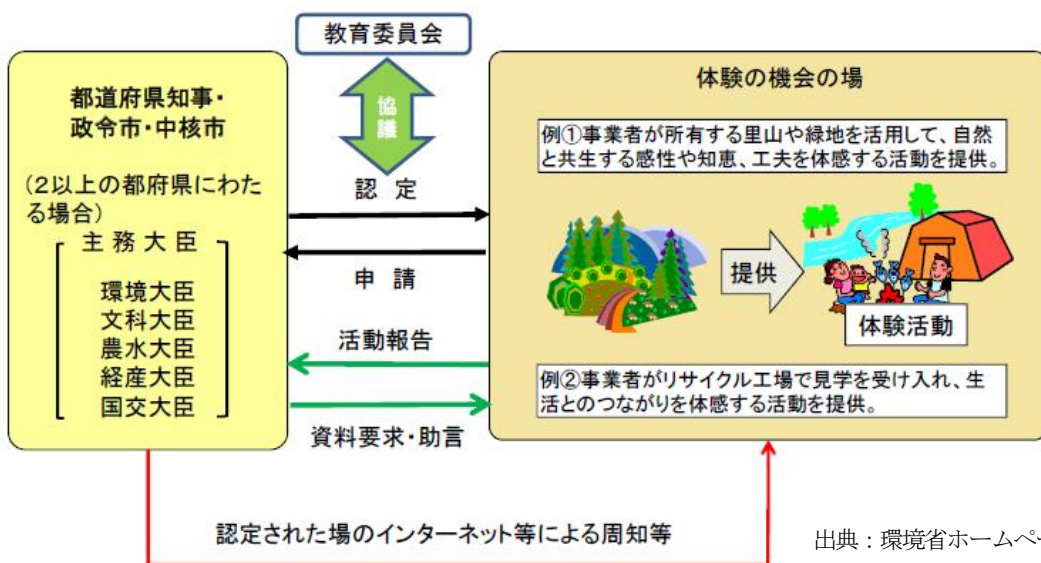 教育委員会
協議
都道府県知事・
政令市・中核市
(2以上の都府県にわた
る場合)
主務大臣
環境大臣
文科大臣
農水大臣
経産大臣
国交大臣
認 定
申 請
活動報告
資料要求・助言
体験の機会の場
例①事業者が所有する里山や緑地を活用して、自然
と共生する感性や知恵、工夫を体感する活動を提供。
提供
体験活動
例②事業者がリサイクル工場で見学を受け入れ、生
活とのつながりを体感する活動を提供。
認定された場のインターネット等による周知等
出典：環境省ホームペー